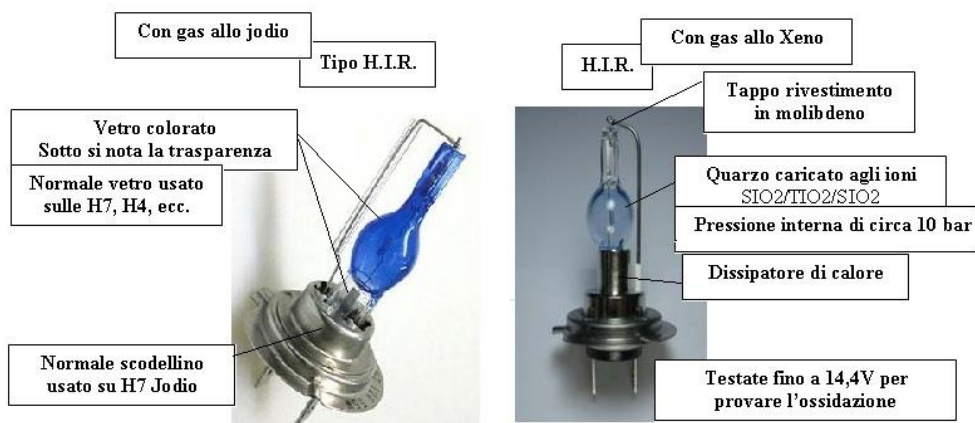 Con gas allo jodio
Tipo H.I.R.
Vetro colorato
Sotto si nota la trasparenza
Normale vetro usato
sulle H7, H4, ecc.
Normale scodellino
usato su H7 Jodio
Con gas allo Xeno
H.I.R.
Tappo rivestimento
in molibdeno
Quarzo caricato agli ioni
SIO2/TIO2/SIO2
Pressione interna di circa 10 bar
Dissipatore di calore
Testate fino a 14,4V per
provare l'ossidazione